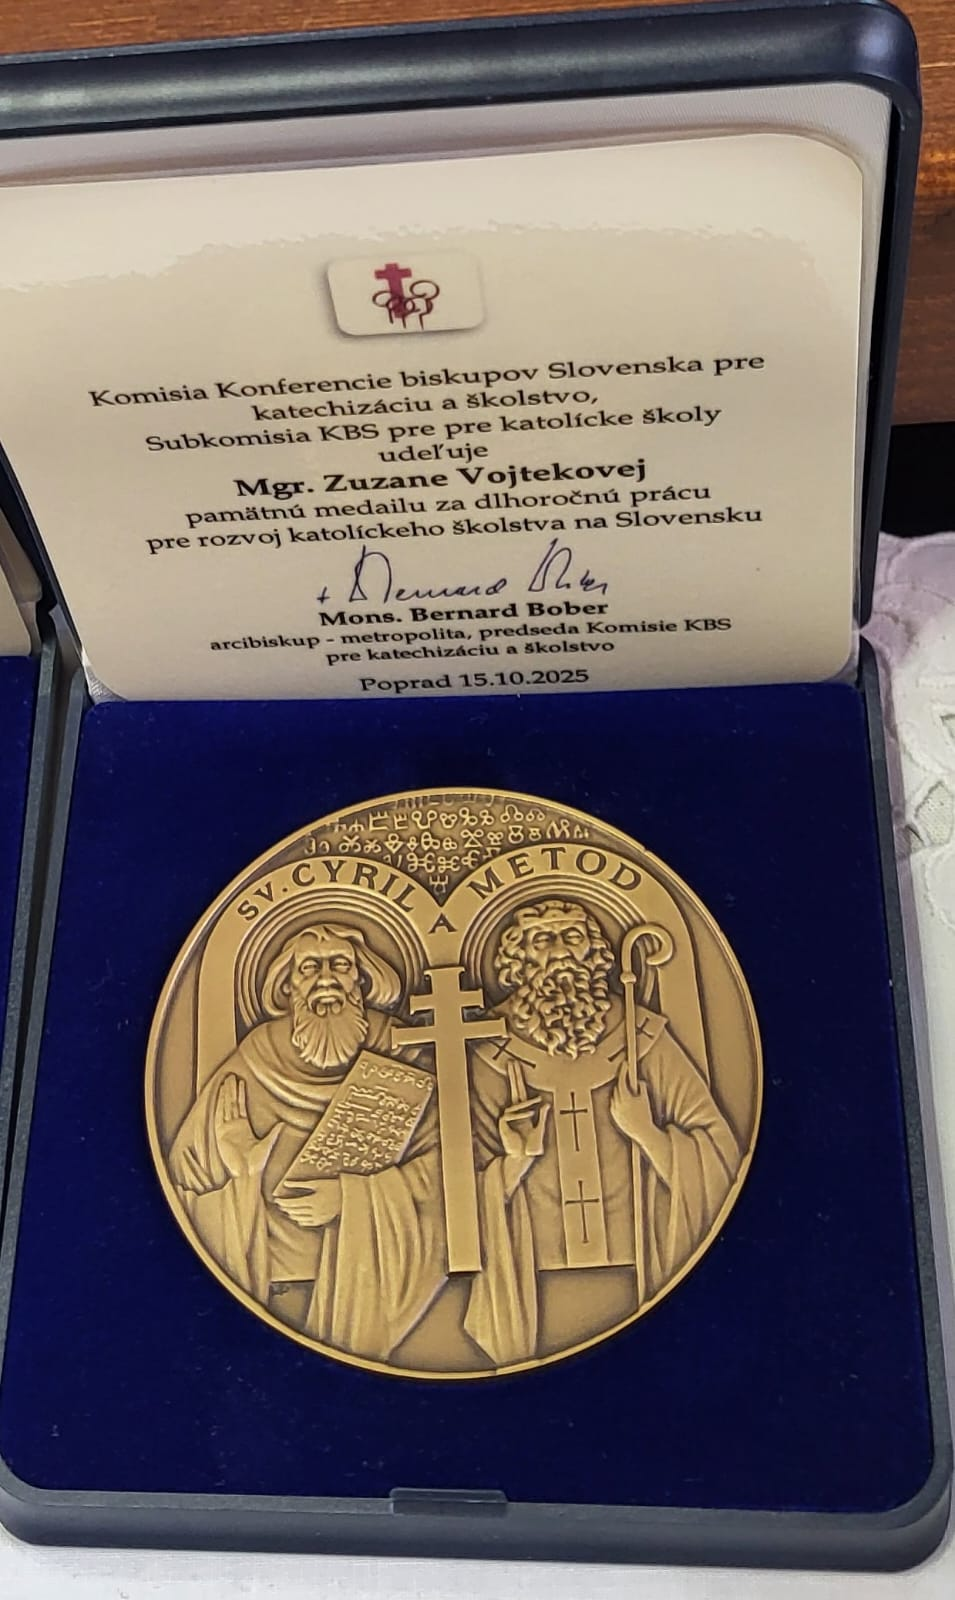 Komisia Konferencie biskupov Slovenska pre
katechizáciu a školstvo,
Subkomisia KBS pre pre katolícke školy
udeľuje
Mgr. Zuzane Vojtekovej
pamätnú medailu za dlhoročnú prácu
pre rozvoj katolíckeho školstva na Slovensku
+ Bernard Bober
Mons. Bernard Bober
arcibiskup - metropolita, predseda Komisie KBS
pre katechizáciu a školstvo
Poprad 15.10.2025
SV. CYRIL A METOD